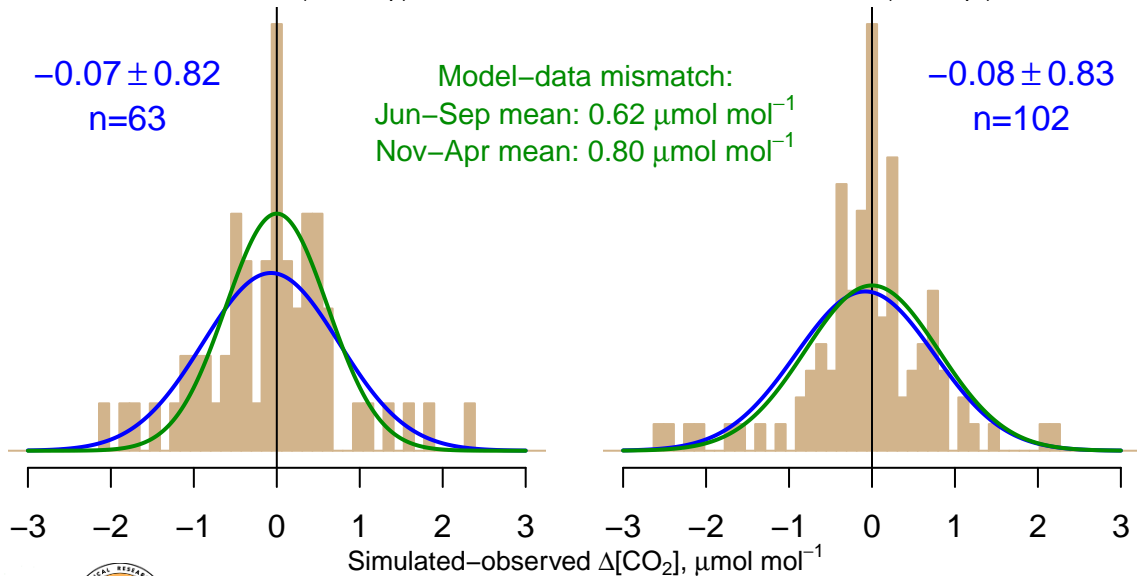 −0.07 ± 0.82
n=63
Model−data mismatch:
Jun−Sep mean: 0.62 μmol mol⁻¹
Nov−Apr mean: 0.80 μmol mol⁻¹
−0.08 ± 0.83
n=102
−3 −2 −1 0 1 2 3
−3 −2 −1 0 1 2 3
Simulated−observed Δ[CO₂], μmol mol⁻¹